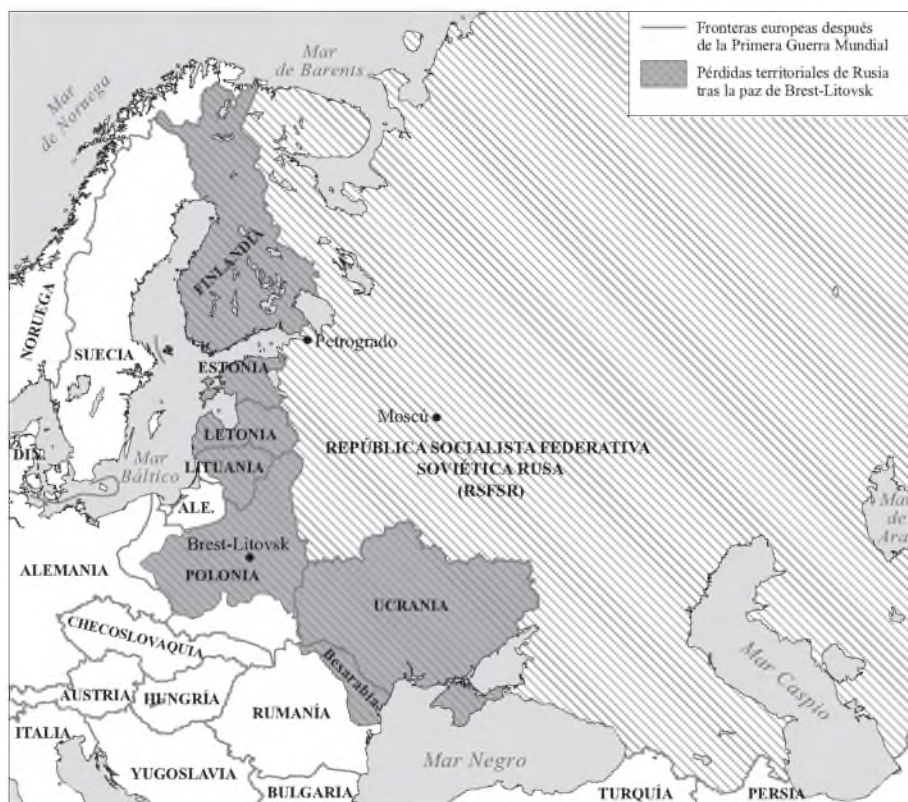 Fronteras europeas después
de la Primera Guerra Mundial
Pérdidas territoriales de Rusia
tras la paz de Brest-Litovsk
Mar
de Barents
Mar
de Noruega
FINLANDIA
NORUEGA
SUECIA
Petrogrado
ESTONIA
Moscú
LETONIA
REPÚBLICA SOCIALISTA FEDERATIVA
SOVIÉTICA RUSA
(RSFSR)
DIN.
Mar
Báltico
LITUANIA
ALE.
Mar
de
Aral
Brest-Litovsk
ALEMANIA
POLONIA
UCRANIA
CHECOSLOVAQUIA
Besarabia
Mar Caspio
AUSTRIA
HUNGRÍA
RUMANÍA
ITALIA
Mar Negro
YUGOSLAVIA
BULGARIA
TURQUÍA
PERSIA